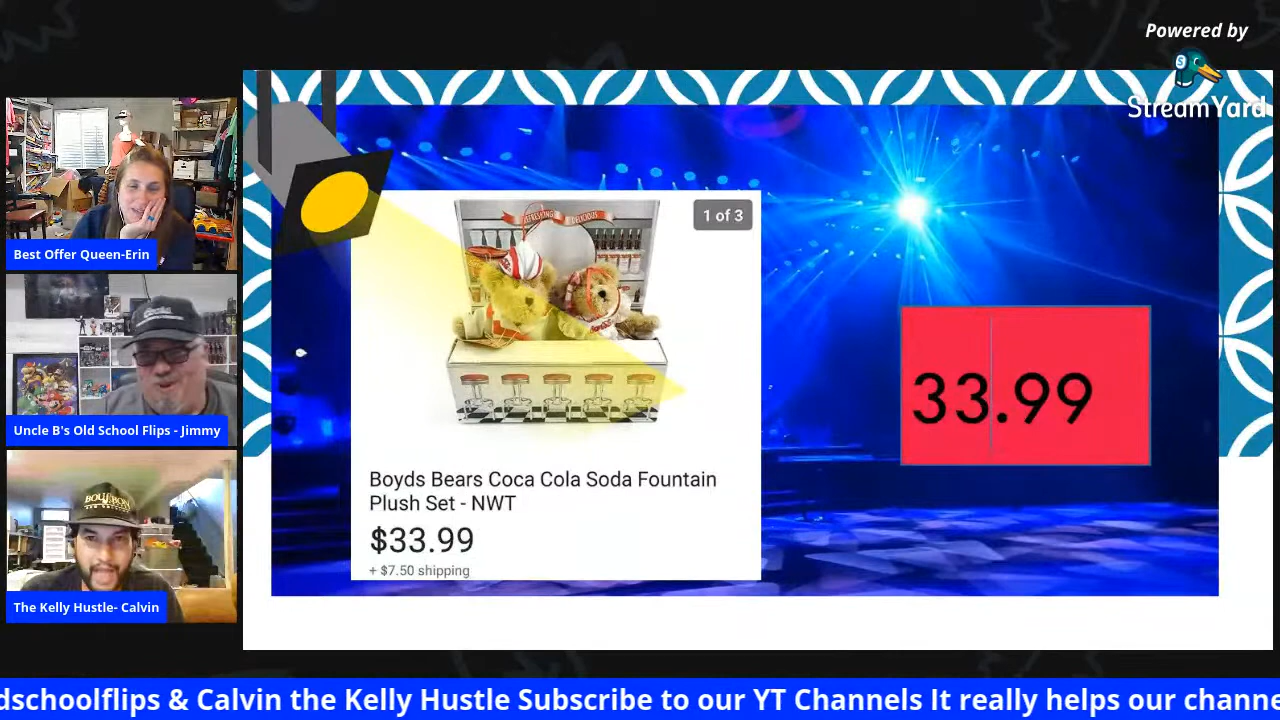 Powered by
StreamYard
Best Offer Queen-Erin
Uncle B's Old School Flips - Jimmy
The Kelly Hustle- Calvin
REFRESHING DELICIOUS
1 of 3
Boyds Bears Coca Cola Soda Fountain
Plush Set - NWT
$33.99
+ $7.50 shipping
33.99
dschoolflips & Calvin the Kelly Hustle Subscribe to our YT Channels It really helps our channe